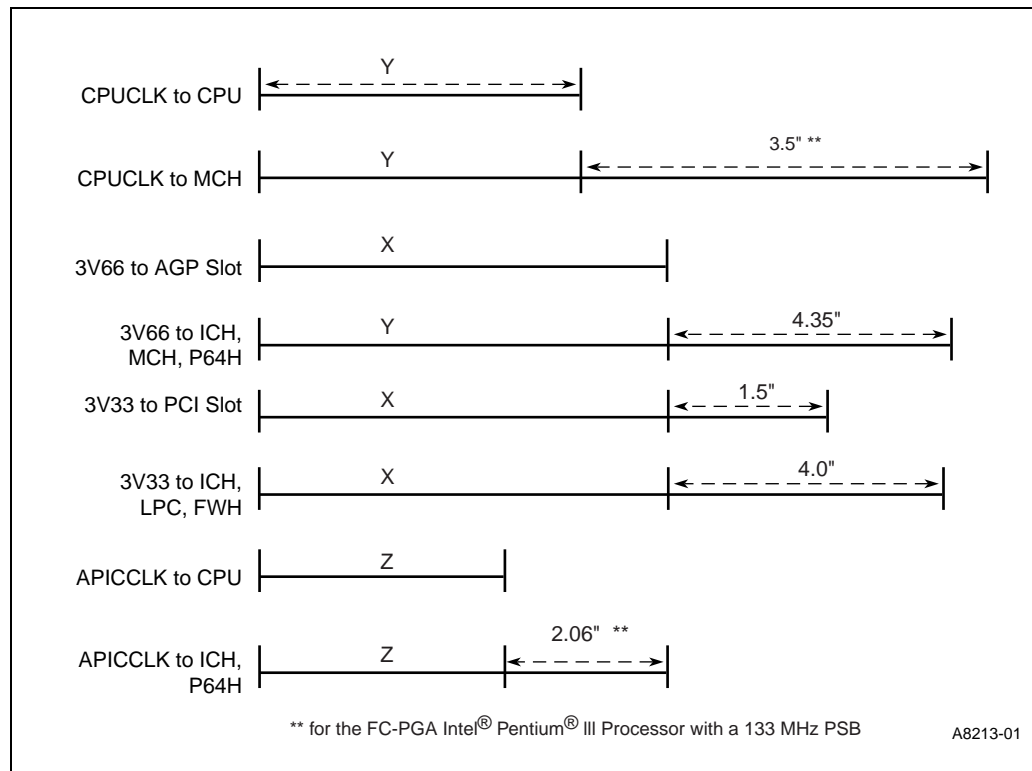 Y
CPUCLK to CPU
3.5" **
Y
CPUCLK to MCH
X
3V66 to AGP Slot
4.35"
3V66 to ICH,
MCH, P64H
Y
1.5"
3V33 to PCI Slot
X
4.0"
3V33 to ICH,
LPC, FWH
X
Z
APICCLK to CPU
2.06" **
APICCLK to ICH,
P64H
Z
** for the FC-PGA Intel® Pentium® III Processor with a 133 MHz PSB
A8213-01